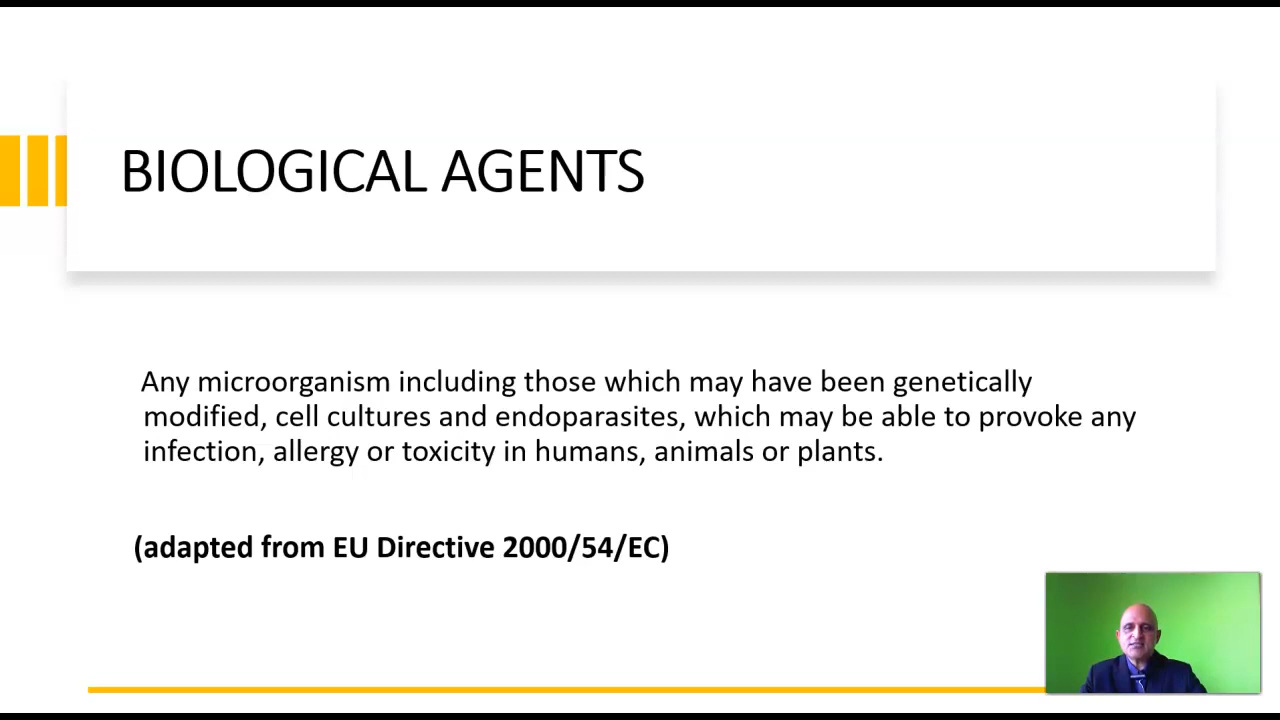 BIOLOGICAL AGENTS
Any microorganism including those which may have been genetically
modified, cell cultures and endoparasites, which may be able to provoke any
infection, allergy or toxicity in humans, animals or plants.
(adapted from EU Directive 2000/54/EC)